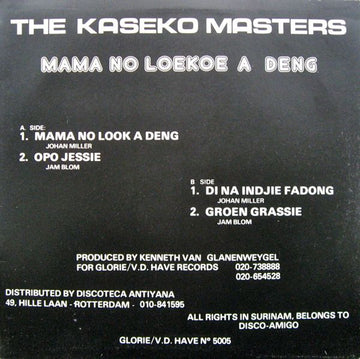 THE KASEKO MASTERS
MAMA NO LOEKOE A DENG
A. SIDE:
1. MAMA NO LOOK A DENG
JOHAN MILLER
2. OPO JESSIE
JAM BLOM
B. SIDE
1. DI NA INDJIE FADONG
JOHAN MILLER
2. GROEN GRASSIE
JAM BLOM
PRODUCED BY KENNETH VAN GLANENWEYGEL
FOR GLORIE/V.D. HAVE RECORDS 020-738888
020-654528
DISTRIBUTED BY DISCOTECA ANTIYANA
49, HILLE LAAN - ROTTERDAM - 010-841595
ALL RIGHTS IN SURINAM, BELONGS TO
DISCO-AMIGO
GLORIE/V.D. HAVE Nº 5005